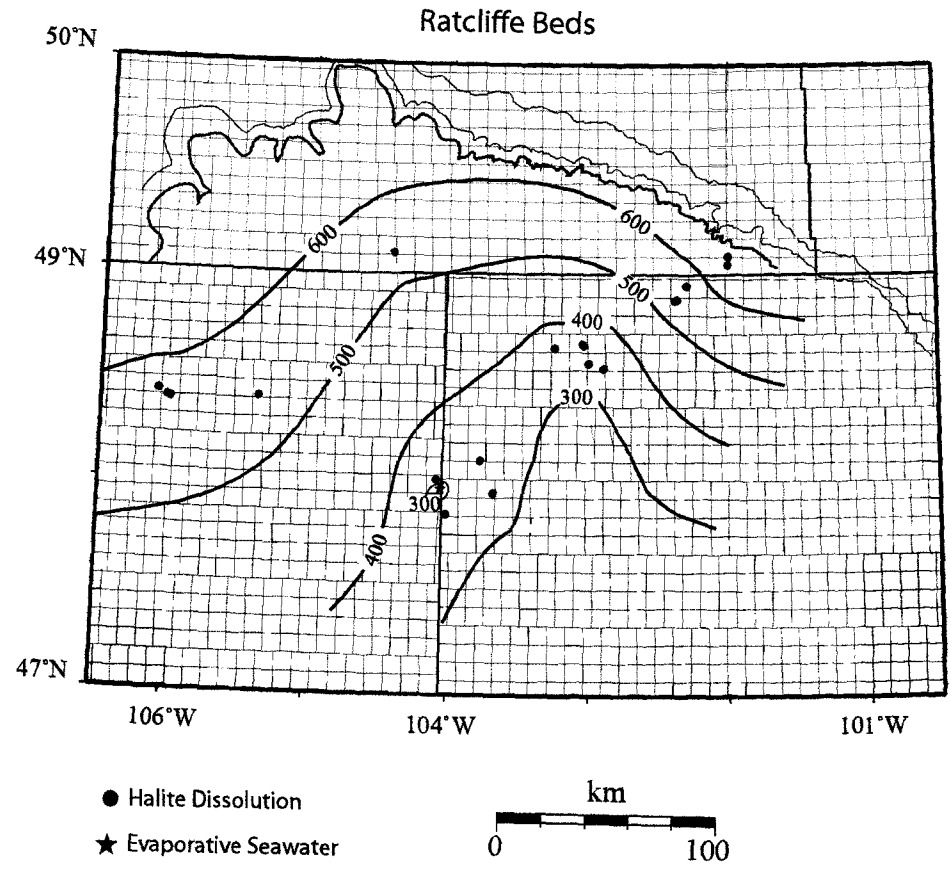 Ratcliffe Beds
50°N
600
600
49°N
500
400
500
300
300
400
47°N
106°W
104°W
101°W
Halite Dissolution
km
Evaporative Seawater
0
100